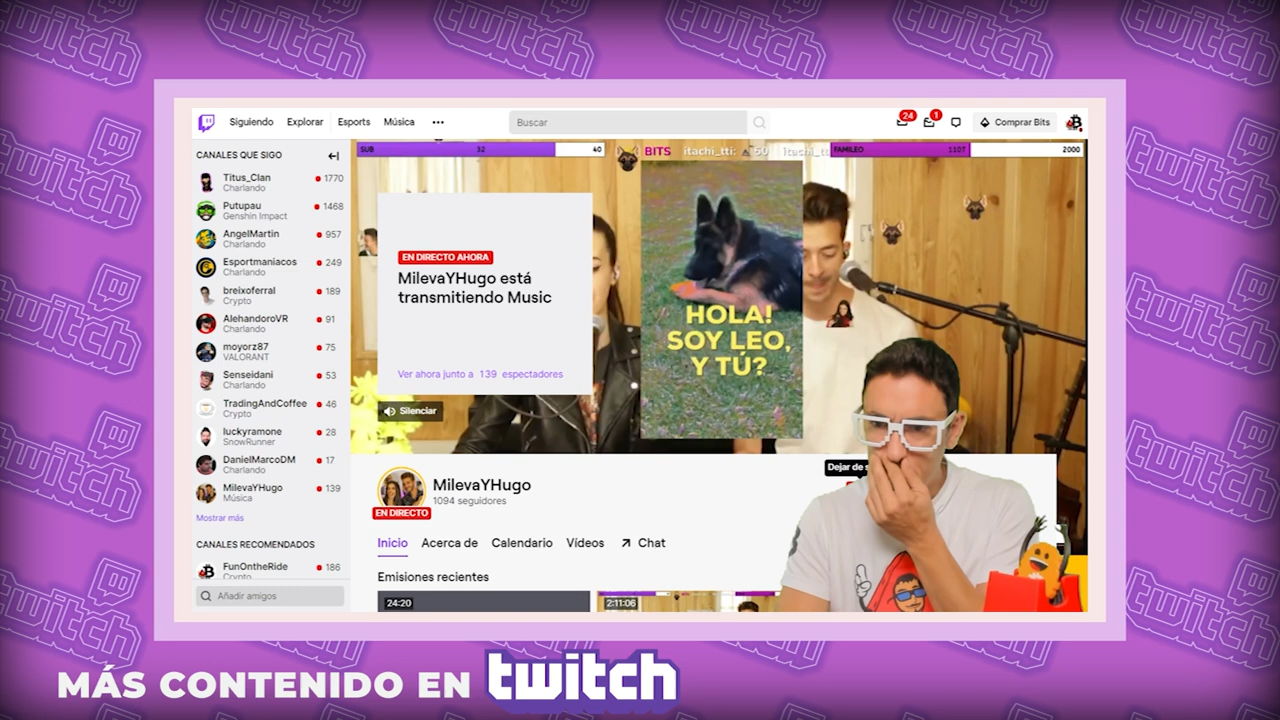 Siguiendo
Explorar
Esports
Música
Buscar
24
1
Comprar Bits
CANALES QUE SIGO
Titus_Clan
1770
Charlando
Putupau
1468
Genshin Impact
AngelMartin
957
Charlando
Esportmaniacos
249
Charlando
breixoferral
189
Crypto
AlehandoroVR
91
Charlando
moyorz87
75
VALORANT
Senseidani
53
Charlando
TradingAndCoffee
46
Crypto
luckyramone
28
SnowRunner
DanielMarcoDM
17
Charlando
MilevaYHugo
139
Música
Mostrar más
CANALES RECOMENDADOS
FunOntheRide
186
Crypto
Añadir amigos
SUB
32
40
BITS
itachi_tti:
50
itachi_tt
FAMILEO
1107
2000
EN DIRECTO AHORA
MilevaYHugo está
transmitiendo Music
Ver ahora junto a 139 espectadores
Silenciar
HOLA!
SOY LEO,
Y TÚ?
MilevaYHugo
1094 seguidores
EN DIRECTO
Dejar de s
Inicio
Acerca de
Calendario
Vídeos
Chat
Emisiones recientes
24:20
2:11:06
MÁS CONTENIDO EN twitch